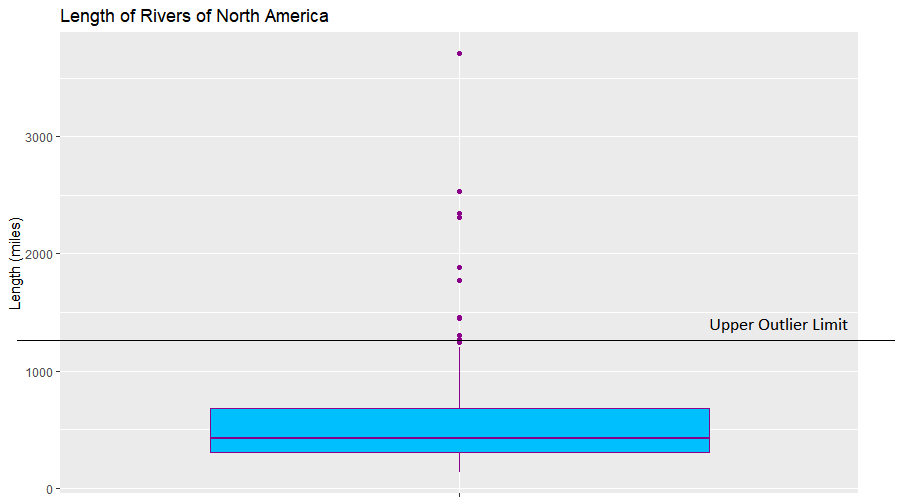 Length of Rivers of North America
3000
2000
1000
0
Length (miles)
Upper Outlier Limit